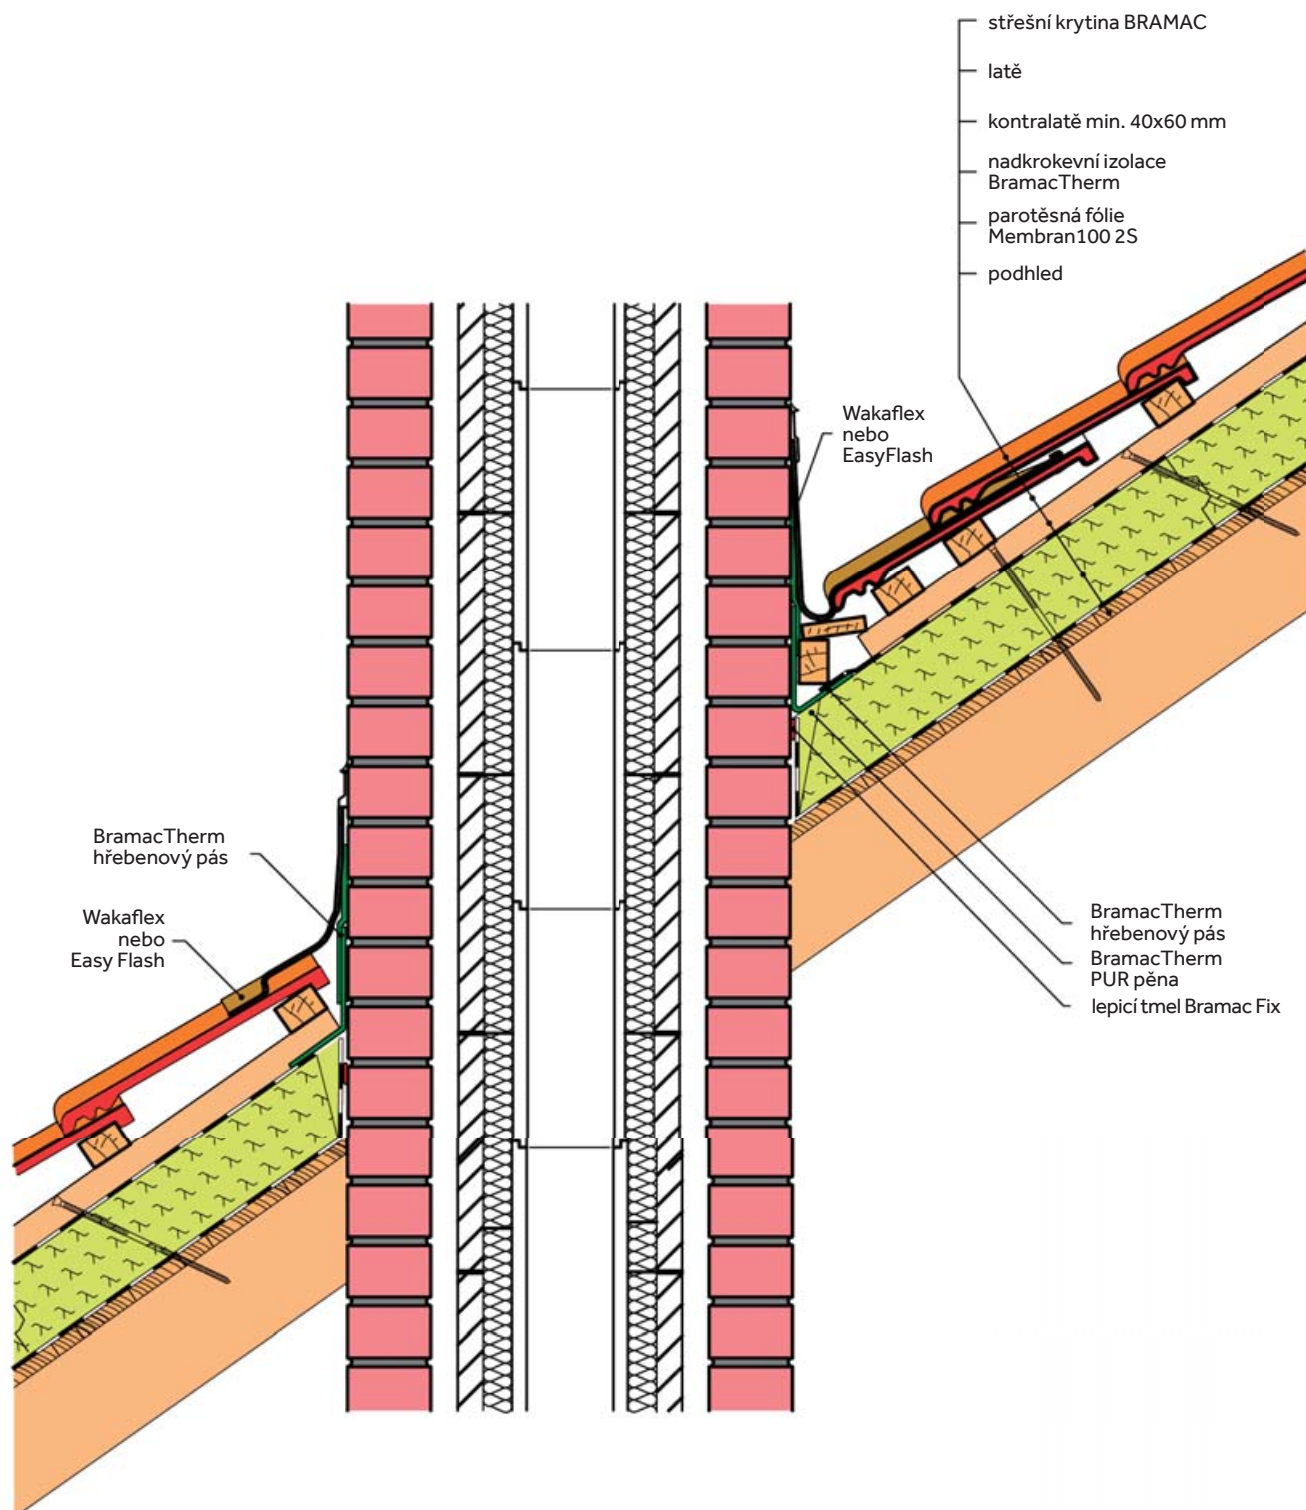 střešní krytina BRAMAC
latě
kontralatě min. 40x60 mm
nadkrokevní izolace
BramacTherm
parotěsná fólie
Membran100 2S
podhled
Wakaflex
nebo
EasyFlash
BramacTherm
hřebenový pás
Wakaflex
nebo
Easy Flash
BramacTherm
hřebenový pás
BramacTherm
PUR pěna
lepicí tmel Bramac Fix